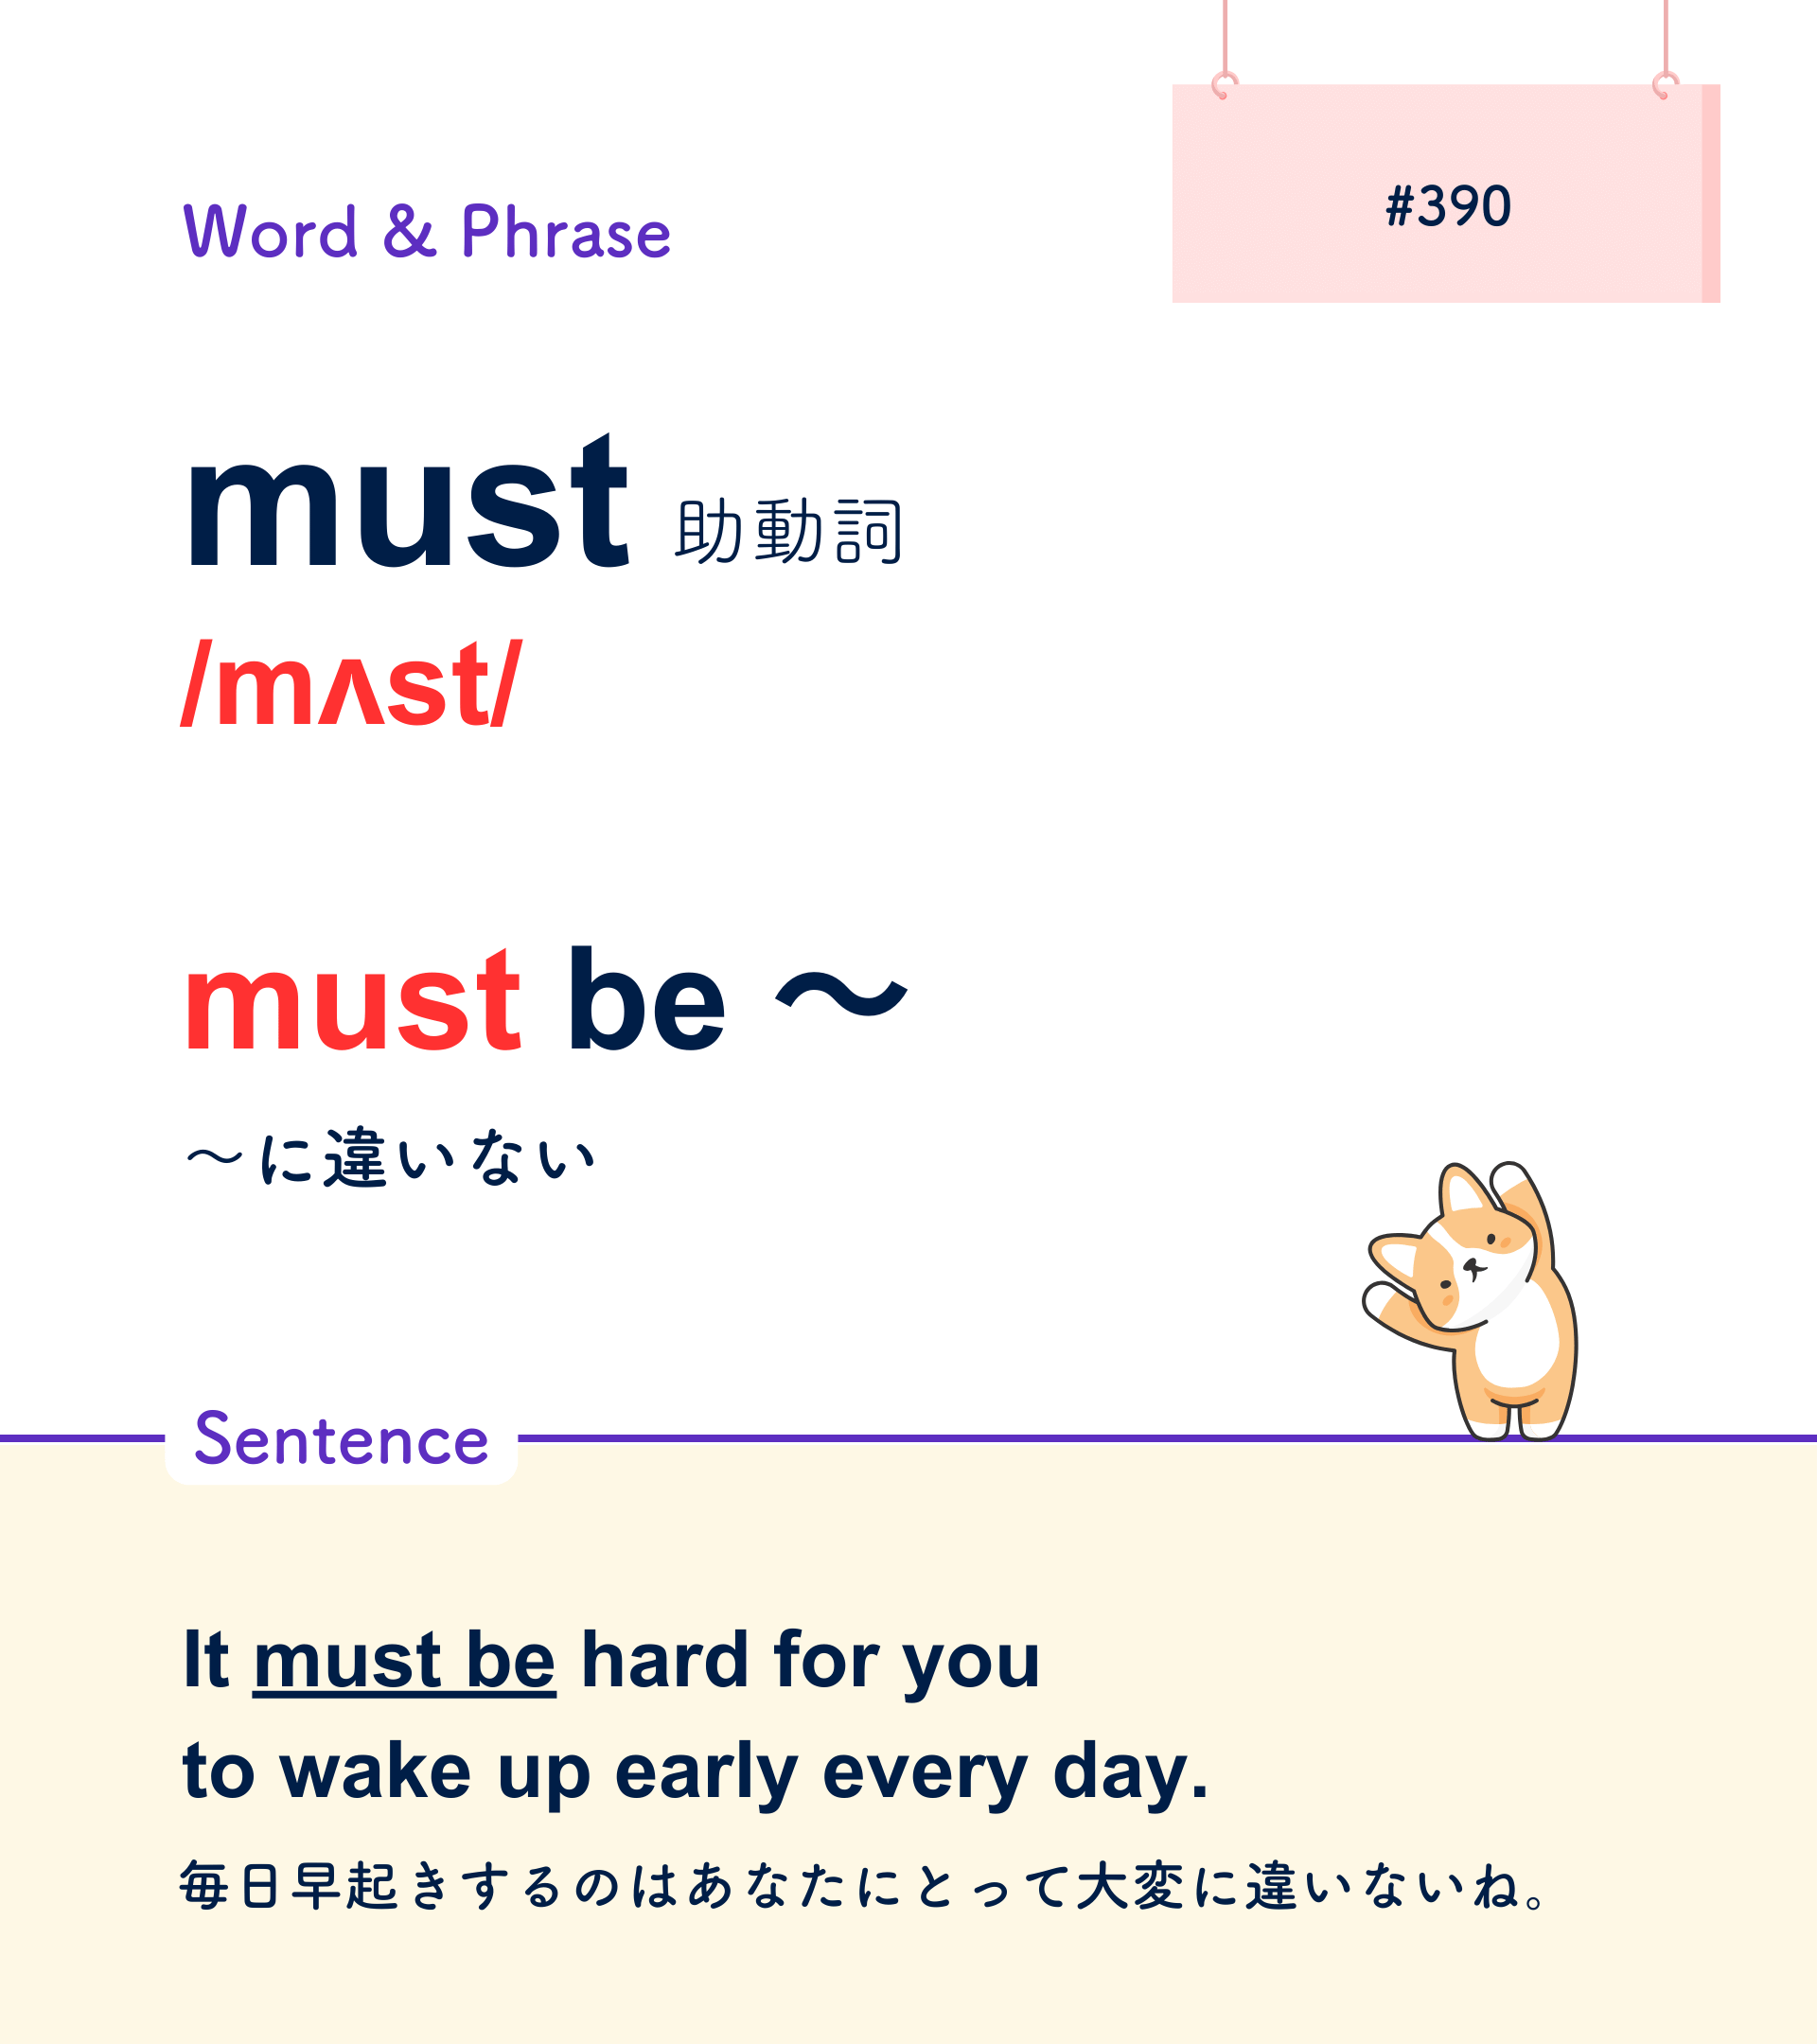 #390
Word & Phrase
must 助動詞
/mʌst/
must be ～
～に違いない
Sentence
It must be hard for you
to wake up early every day.
毎日早起きするのはあなたにとって大変に違いないね。